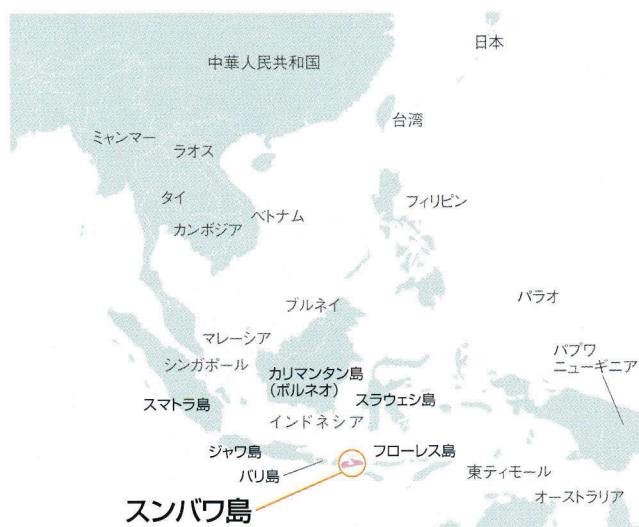 日本
中華人民共和国
台湾
ミャンマー
ラオス
タイ
フィリピン
ベトナム
カンボジア
パラオ
ブルネイ
マレーシア
パプワ
ニューギニア
シンガポール
カリマンタン島
(ボルネオ)
スラウェシ島
スマトラ島
インドネシア
ジャワ島
フローレス島
バリ島
東ティモール
オーストラリア
スンバワ島